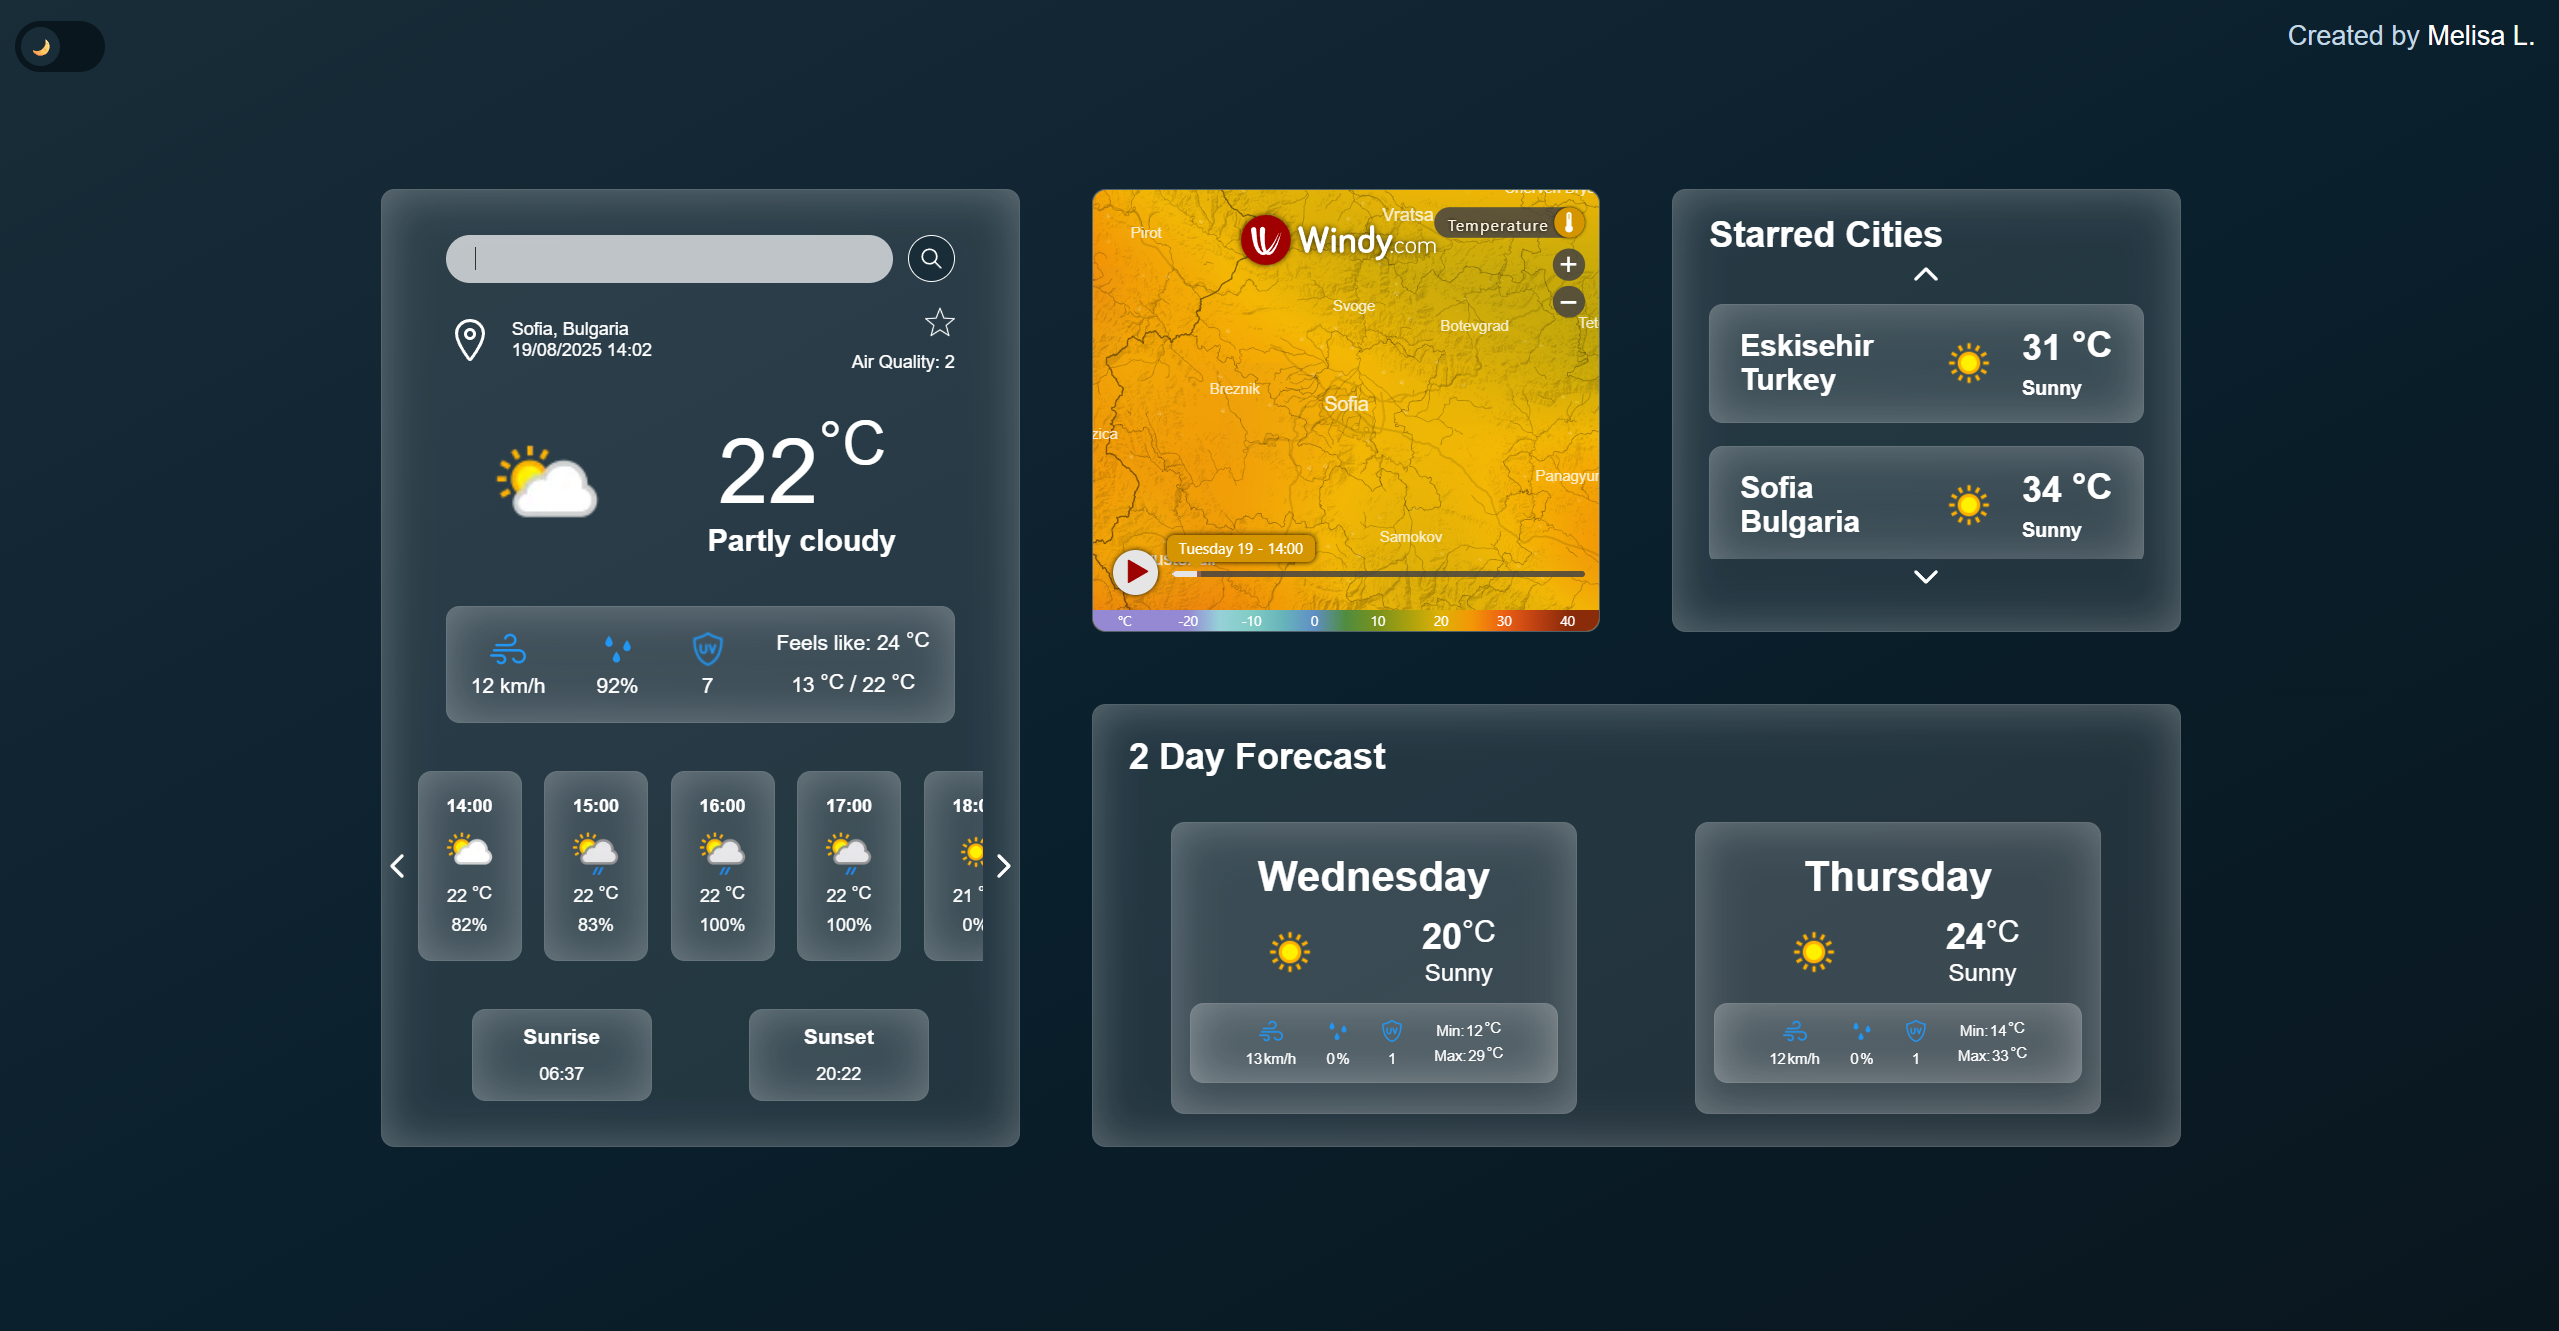 Created by Melisa L.
Sofia, Bulgaria
19/08/2025 14:02
Air Quality: 2
22 °C
Partly cloudy
12 km/h
92%
UV
7
Feels like: 24 °C
13 °C / 22 °C
14:00
22 °C
82%
15:00
22 °C
83%
16:00
22 °C
100%
17:00
22 °C
100%
18:0
21 °
0%
Sunrise
06:37
Sunset
20:22
Vratsa
Temperature
Pirot
Windy.com
Svoge
Botevgrad
Tet
Breznik
Sofia
zica
Panagyur
Samokov
Tuesday 19 - 14:00
°C -20 -10 0 10 20 30 40
Starred Cities
Eskisehir
Turkey
31 °C
Sunny
Sofia
Bulgaria
34 °C
Sunny
2 Day Forecast
Wednesday
20°C
Sunny
13 km/h
0 %
UV
1
Min: 12 °C
Max: 29 °C
Thursday
24°C
Sunny
12 km/h
0 %
UV
1
Min: 14 °C
Max: 33 °C